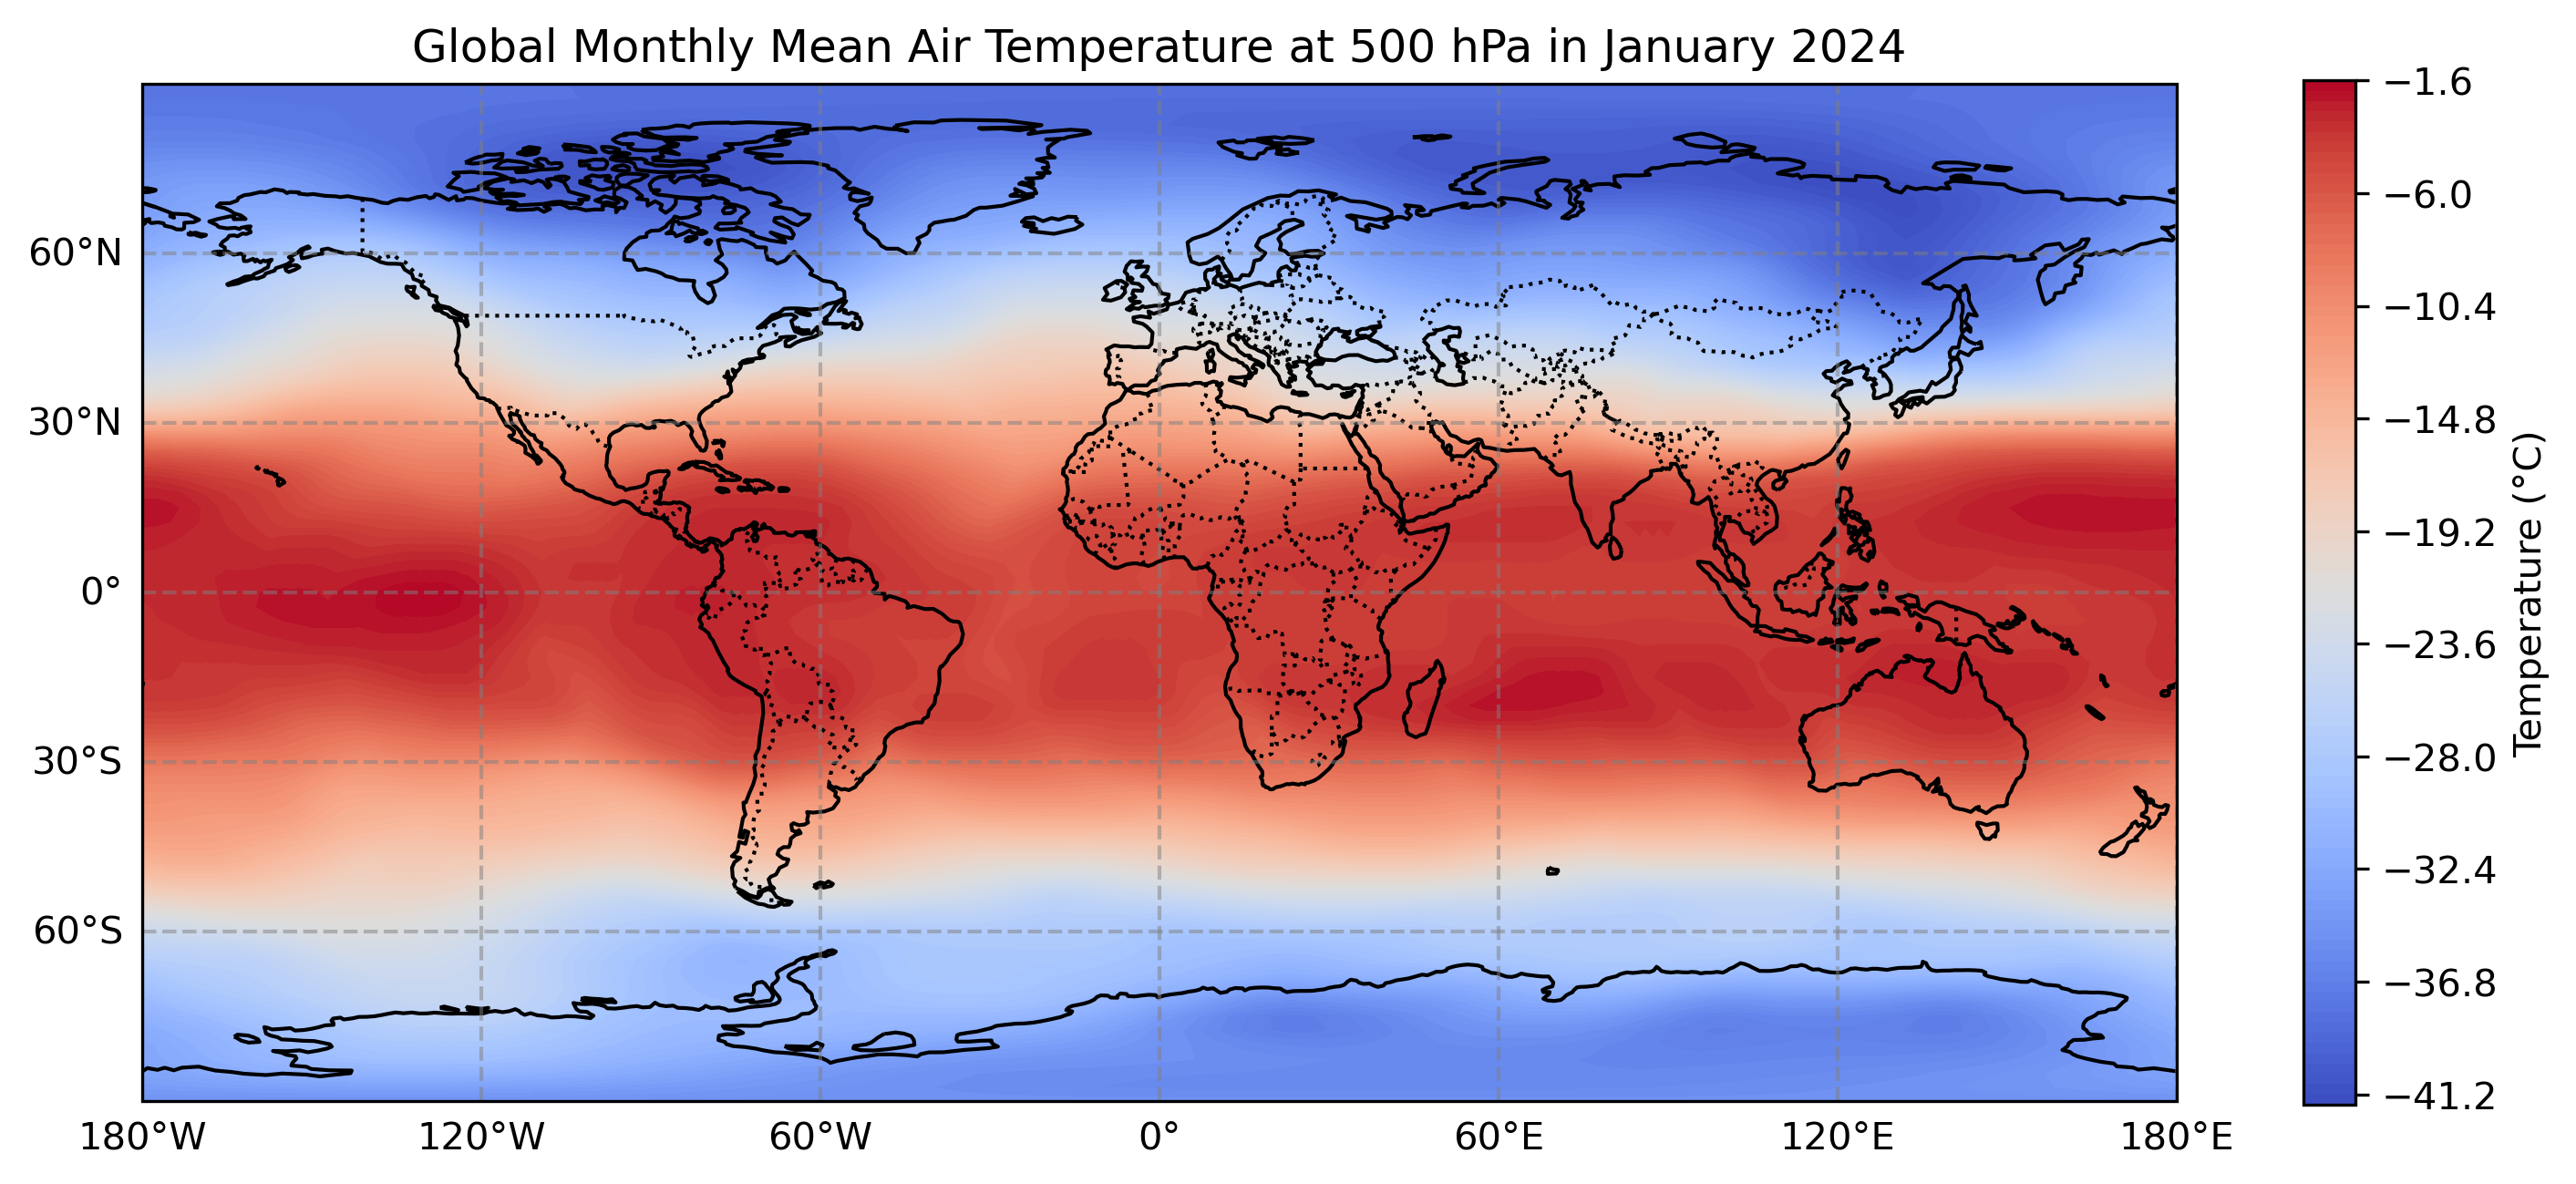 Global Monthly Mean Air Temperature at 500 hPa in January 2024
60°N
30°N
0°
30°S
60°S
180°W
120°W
60°W
0°
60°E
120°E
180°E
−1.6
−6.0
−10.4
−14.8
−19.2
−23.6
−28.0
−32.4
−36.8
−41.2
Temperature (°C)